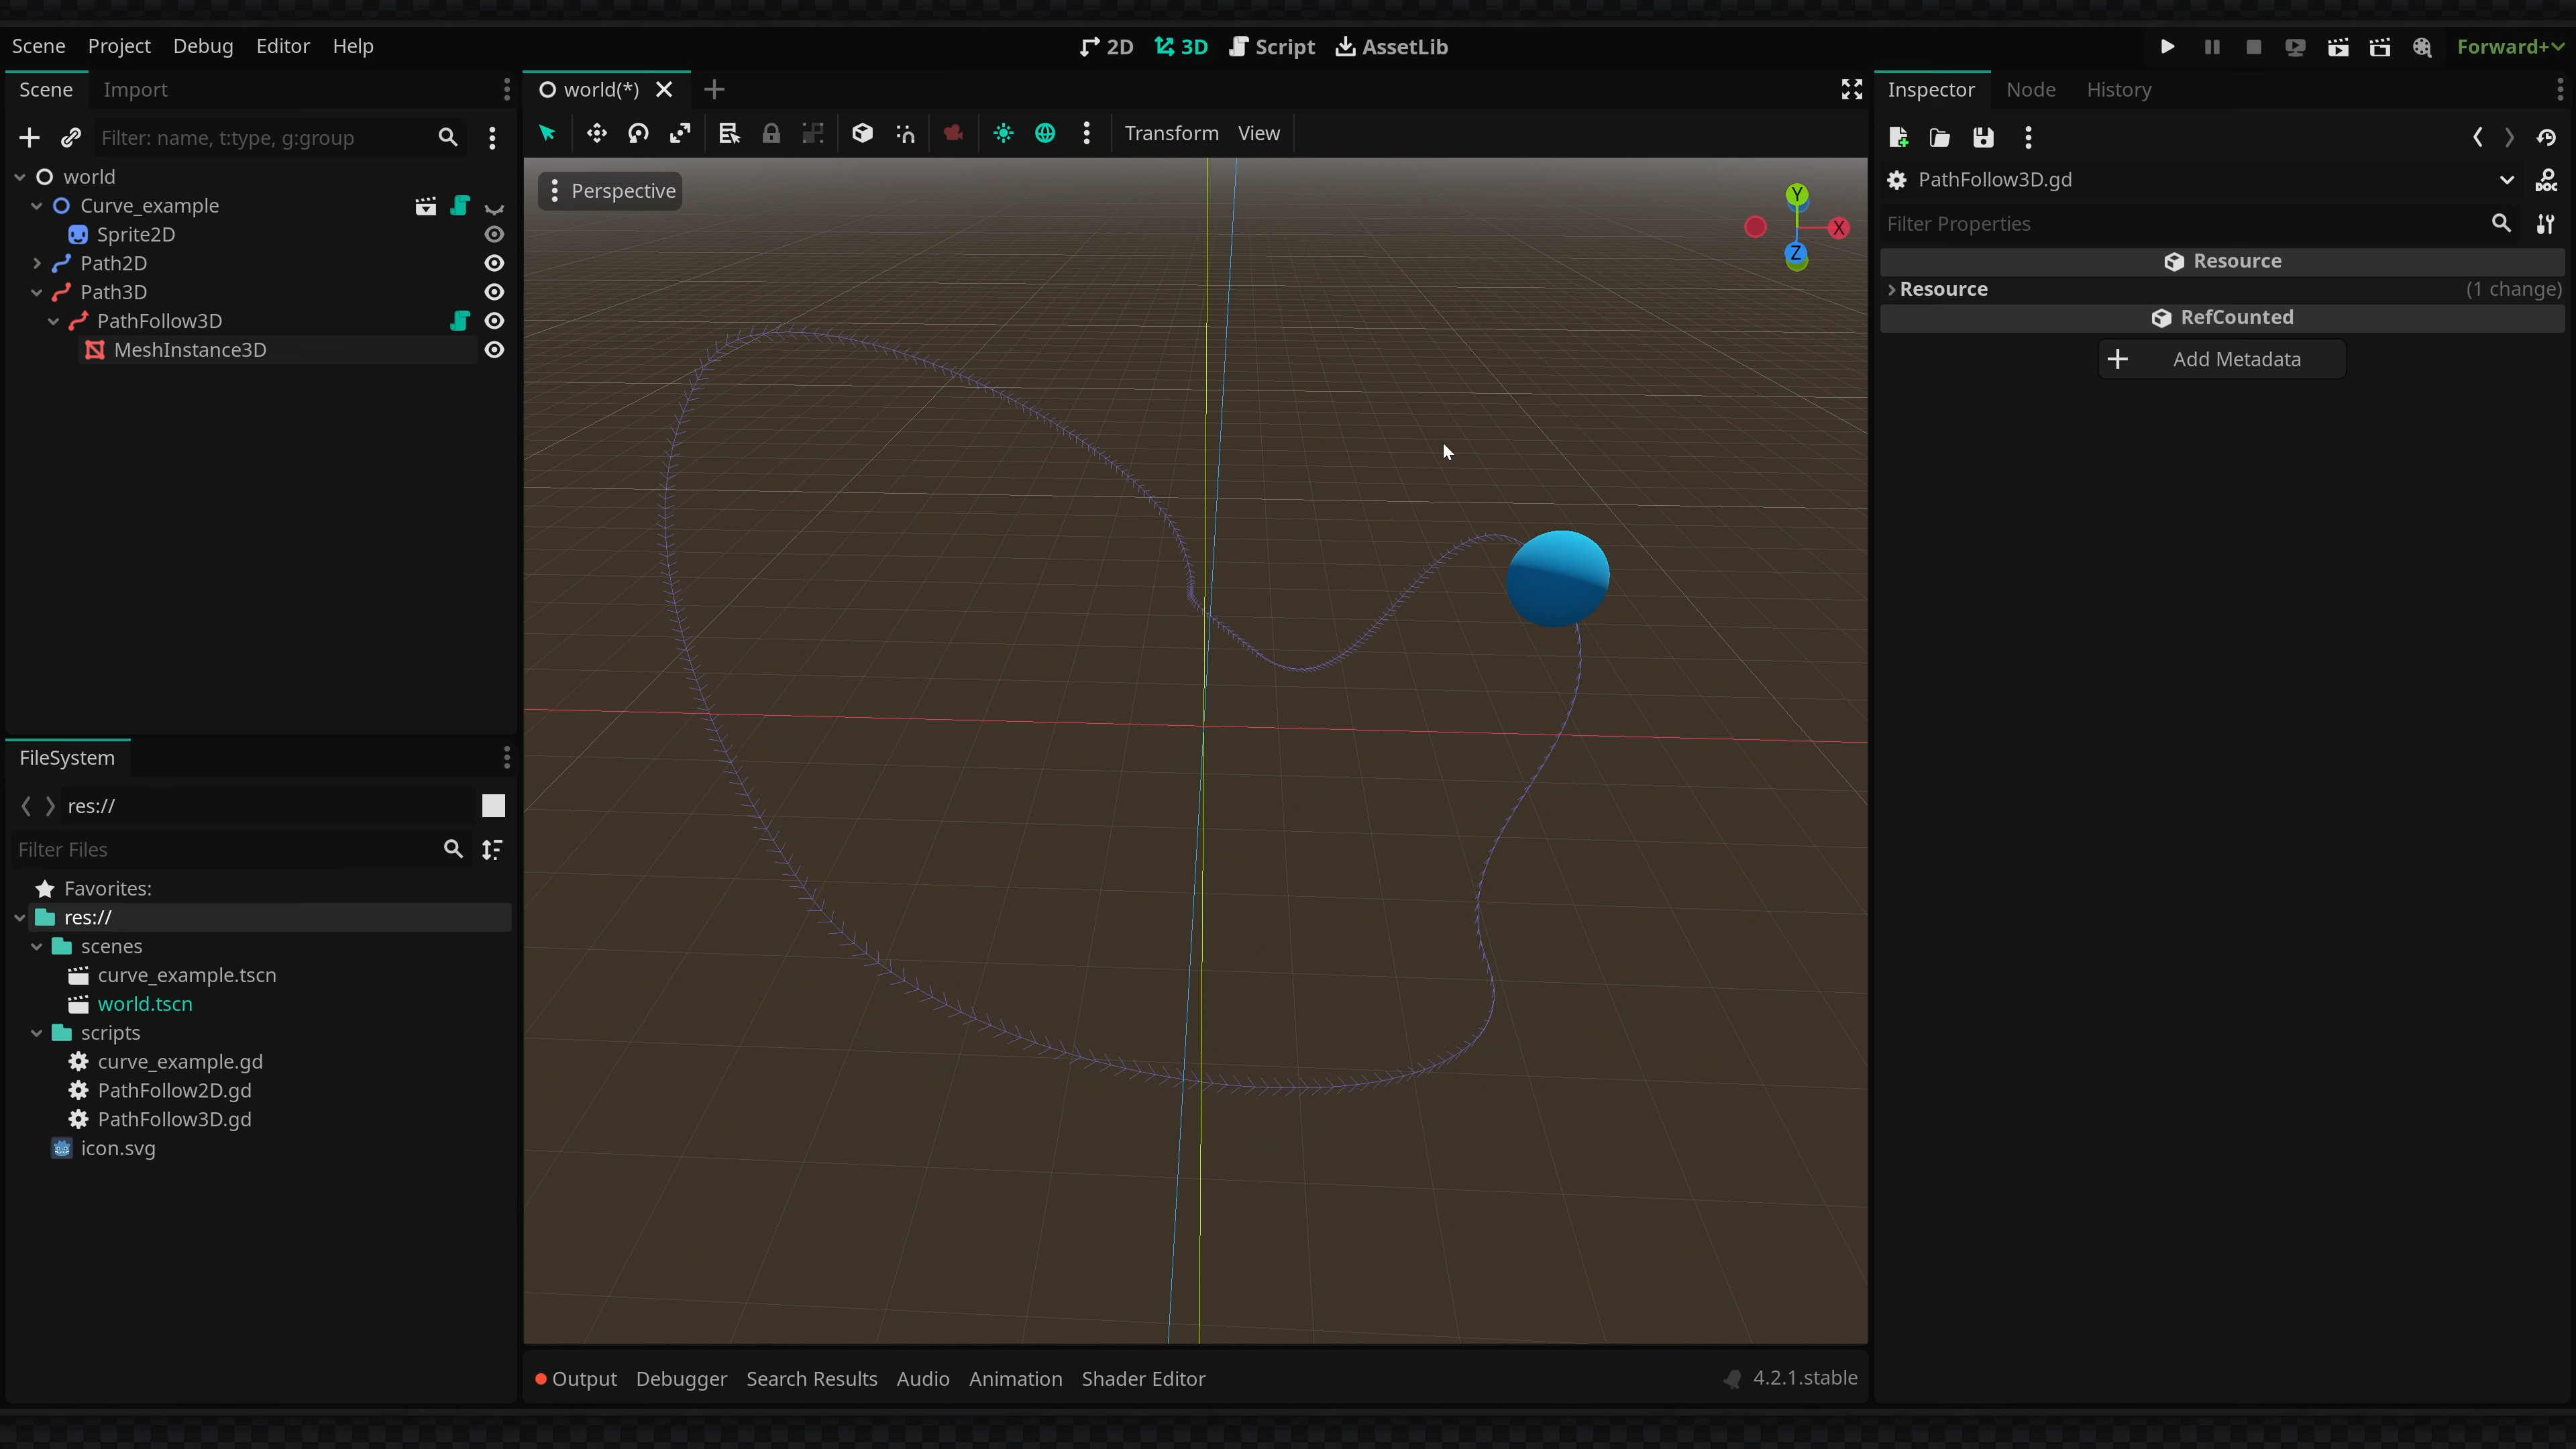 Scene Project Debug Editor Help
2D 3D Script AssetLib
Forward+
Scene Import
Filter: name, t:type, g:group
world
Curve_example
Sprite2D
Path2D
Path3D
PathFollow3D
MeshInstance3D
FileSystem
res://
Filter Files
Favorites:
res://
scenes
curve_example.tscn
world.tscn
scripts
curve_example.gd
PathFollow2D.gd
PathFollow3D.gd
icon.svg
world(*)
Transform View
Perspective
Y
X
Z
Output Debugger Search Results Audio Animation Shader Editor
4.2.1.stable
Inspector Node History
PathFollow3D.gd
Filter Properties
Resource
Resource (1 change)
RefCounted
Add Metadata